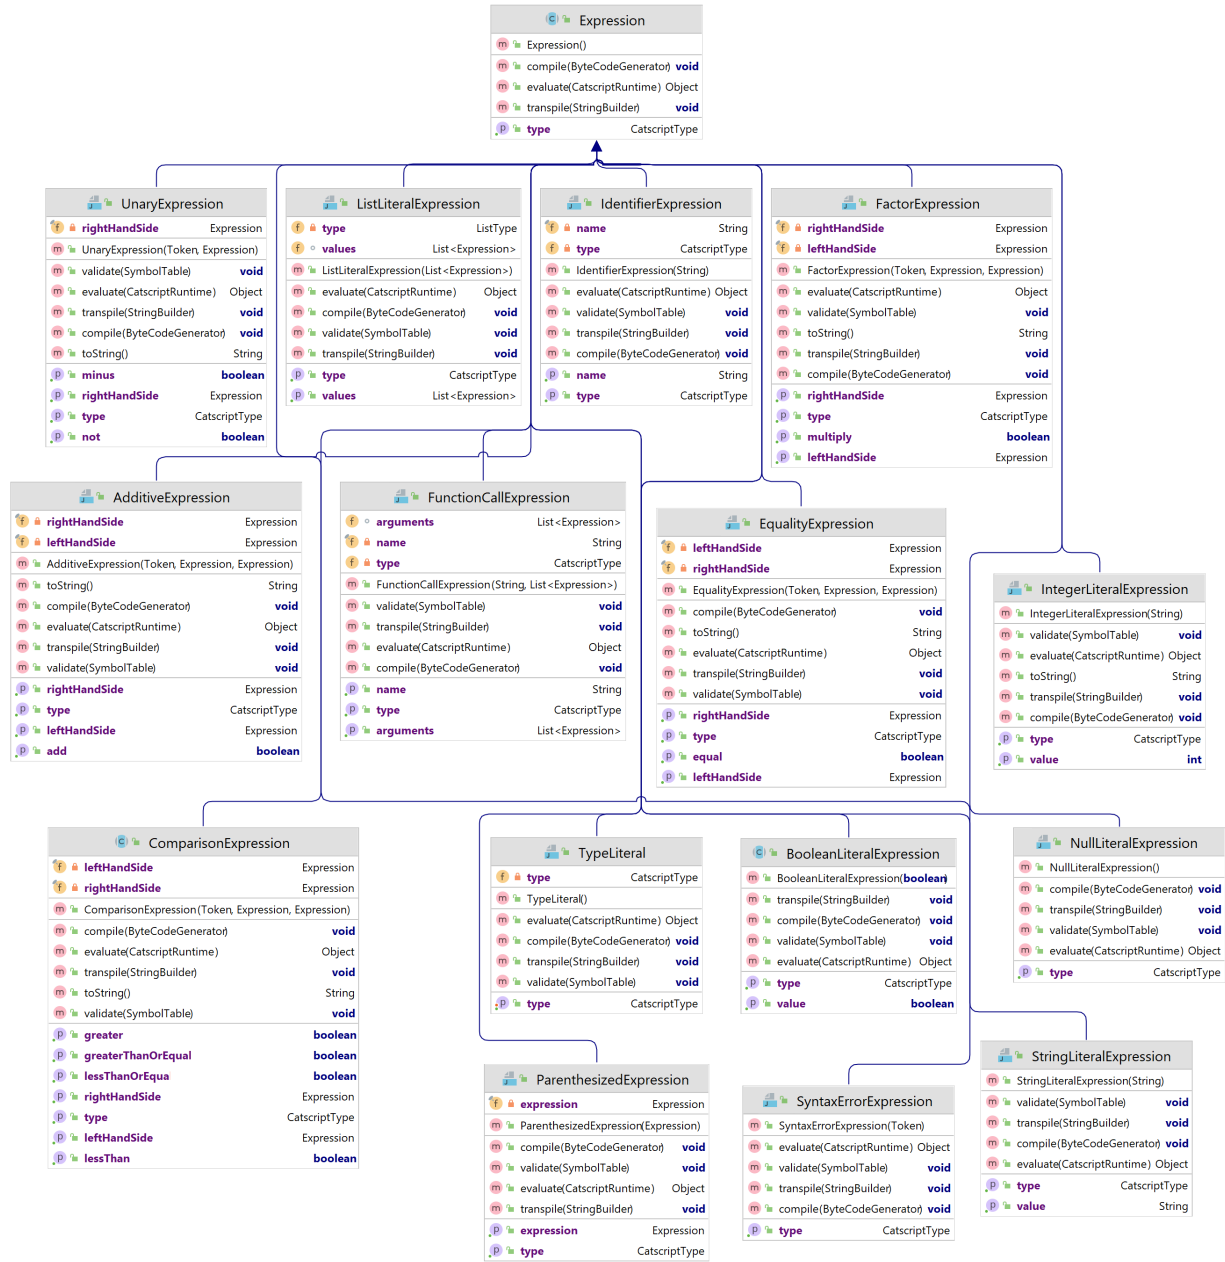 Expression
Expression()
compile(ByteCodeGenerator) void
evaluate(CatscriptRuntime) Object
transpile(StringBuilder) void
type CatscriptType
UnaryExpression
rightHandSide Expression
UnaryExpression(Token, Expression)
validate(SymbolTable) void
evaluate(CatscriptRuntime) Object
transpile(StringBuilder) void
compile(ByteCodeGenerator) void
toString() String
minus boolean
rightHandSide Expression
type CatscriptType
not boolean
ListLiteralExpression
type ListType
values List<Expression>
ListLiteralExpression(List<Expression>)
evaluate(CatscriptRuntime) Object
compile(ByteCodeGenerator) void
validate(SymbolTable) void
transpile(StringBuilder) void
type CatscriptType
values List<Expression>
IdentifierExpression
name String
type CatscriptType
IdentifierExpression(String)
evaluate(CatscriptRuntime) Object
validate(SymbolTable) void
transpile(StringBuilder) void
compile(ByteCodeGenerator) void
name String
type CatscriptType
FactorExpression
rightHandSide Expression
leftHandSide Expression
FactorExpression(Token, Expression, Expression)
evaluate(CatscriptRuntime) Object
validate(SymbolTable) void
toString() String
transpile(StringBuilder) void
compile(ByteCodeGenerator) void
rightHandSide Expression
type CatscriptType
multiply boolean
leftHandSide Expression
AdditiveExpression
rightHandSide Expression
leftHandSide Expression
AdditiveExpression(Token, Expression, Expression)
toString() String
compile(ByteCodeGenerator) void
evaluate(CatscriptRuntime) Object
transpile(StringBuilder) void
validate(SymbolTable) void
rightHandSide Expression
type CatscriptType
leftHandSide Expression
add boolean
FunctionCallExpression
arguments List<Expression>
name String
type CatscriptType
FunctionCallExpression(String, List<Expression>)
validate(SymbolTable) void
transpile(StringBuilder) void
evaluate(CatscriptRuntime) Object
compile(ByteCodeGenerator) void
name String
type CatscriptType
arguments List<Expression>
EqualityExpression
leftHandSide Expression
rightHandSide Expression
EqualityExpression(Token, Expression, Expression)
compile(ByteCodeGenerator) void
toString() String
evaluate(CatscriptRuntime) Object
transpile(StringBuilder) void
validate(SymbolTable) void
rightHandSide Expression
type CatscriptType
equal boolean
leftHandSide Expression
IntegerLiteralExpression
IntegerLiteralExpression(String)
validate(SymbolTable) void
evaluate(CatscriptRuntime) Object
toString() String
transpile(StringBuilder) void
compile(ByteCodeGenerator) void
type CatscriptType
value int
ComparisonExpression
leftHandSide Expression
rightHandSide Expression
ComparisonExpression(Token, Expression, Expression)
compile(ByteCodeGenerator) void
evaluate(CatscriptRuntime) Object
transpile(StringBuilder) void
toString() String
validate(SymbolTable) void
greater boolean
greaterThanOrEqual boolean
lessThanOrEqua boolean
rightHandSide Expression
type CatscriptType
leftHandSide Expression
lessThan boolean
TypeLiteral
type CatscriptType
TypeLiteral()
evaluate(CatscriptRuntime) Object
compile(ByteCodeGenerator) void
transpile(StringBuilder) void
validate(SymbolTable) void
type CatscriptType
BooleanLiteralExpression
BooleanLiteralExpression(boolean)
transpile(StringBuilder) void
compile(ByteCodeGenerator) void
validate(SymbolTable) void
evaluate(CatscriptRuntime) Object
type CatscriptType
value boolean
NullLiteralExpression
NullLiteralExpression()
compile(ByteCodeGenerator) void
transpile(StringBuilder) void
validate(SymbolTable) void
evaluate(CatscriptRuntime) Object
type CatscriptType
ParenthesizedExpression
expression Expression
ParenthesizedExpression(Expression)
compile(ByteCodeGenerator) void
validate(SymbolTable) void
evaluate(CatscriptRuntime) Object
transpile(StringBuilder) void
expression Expression
type CatscriptType
SyntaxErrorExpression
SyntaxErrorExpression(Token)
evaluate(CatscriptRuntime) Object
validate(SymbolTable) void
transpile(StringBuilder) void
compile(ByteCodeGenerator) void
type CatscriptType
StringLiteralExpression
StringLiteralExpression(String)
validate(SymbolTable) void
transpile(StringBuilder) void
compile(ByteCodeGenerator) void
evaluate(CatscriptRuntime) Object
type CatscriptType
value String